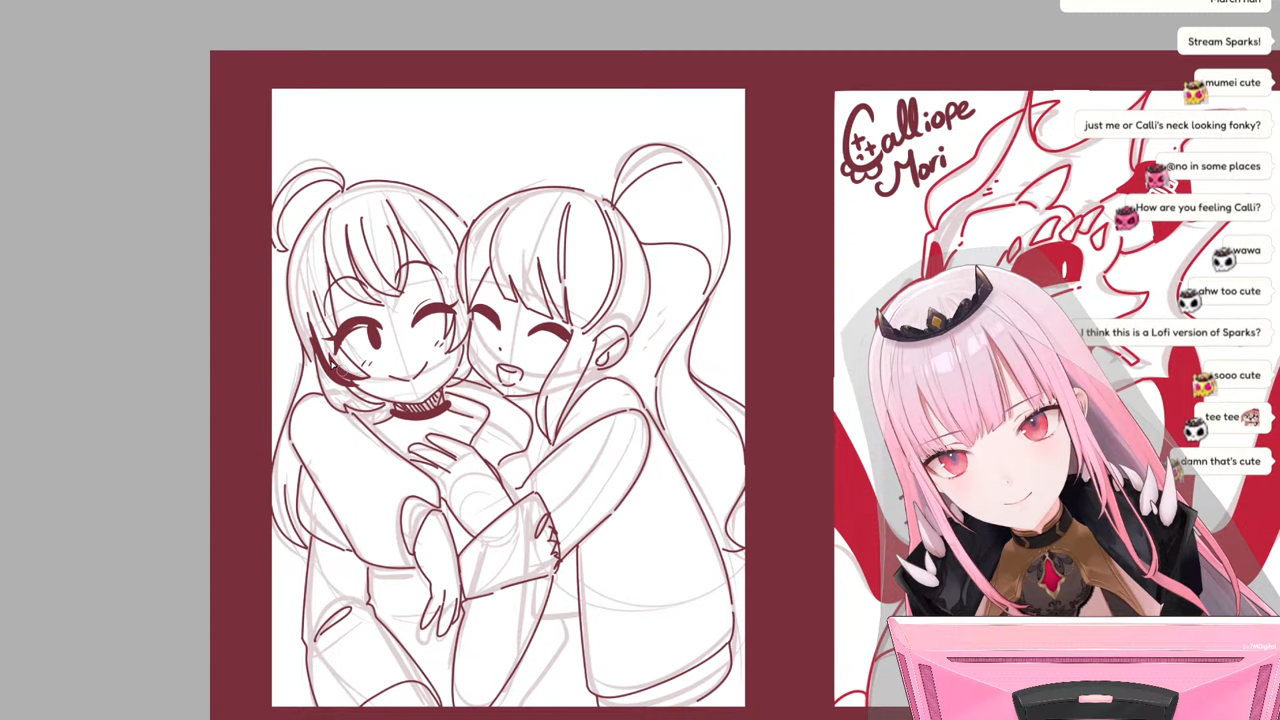 March nah
Stream Sparks!
mumei cute
just me or Calli's neck looking fonky?
@no in some places
How are you feeling Calli?
wawa
ahw too cute
I think this is a Lofi version of Sparks?
sooo cute
tee tee
damn that's cute
Calliope
Mori